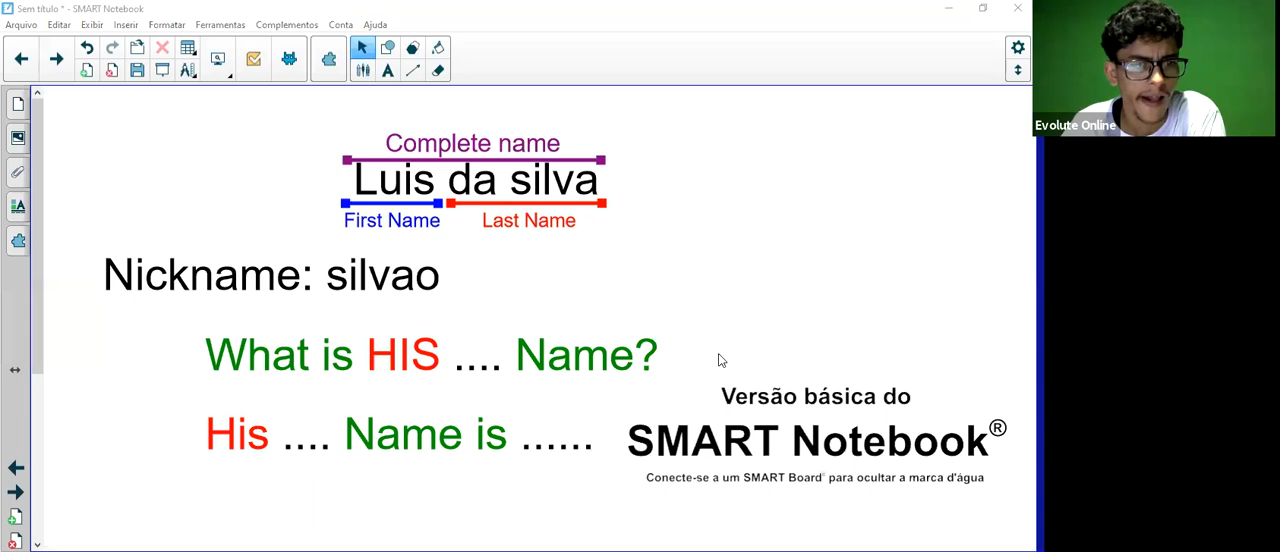 Sem título * - SMART Notebook
Arquivo Editar Exibir Inserir Formatar Ferramentas Complementos Conta Ajuda
Evolute Online
Complete name
Luis da silva
First Name Last Name
Nickname: silvao
What is HIS .... Name?
His .... Name is ......
Versão básica do
SMART Notebook®
Conecte-se a um SMART Board® para ocultar a marca d'água